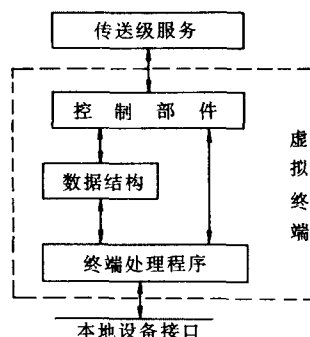 传送级服务
控制部件
虚拟终端
数据结构
终端处理程序
本地设备接口